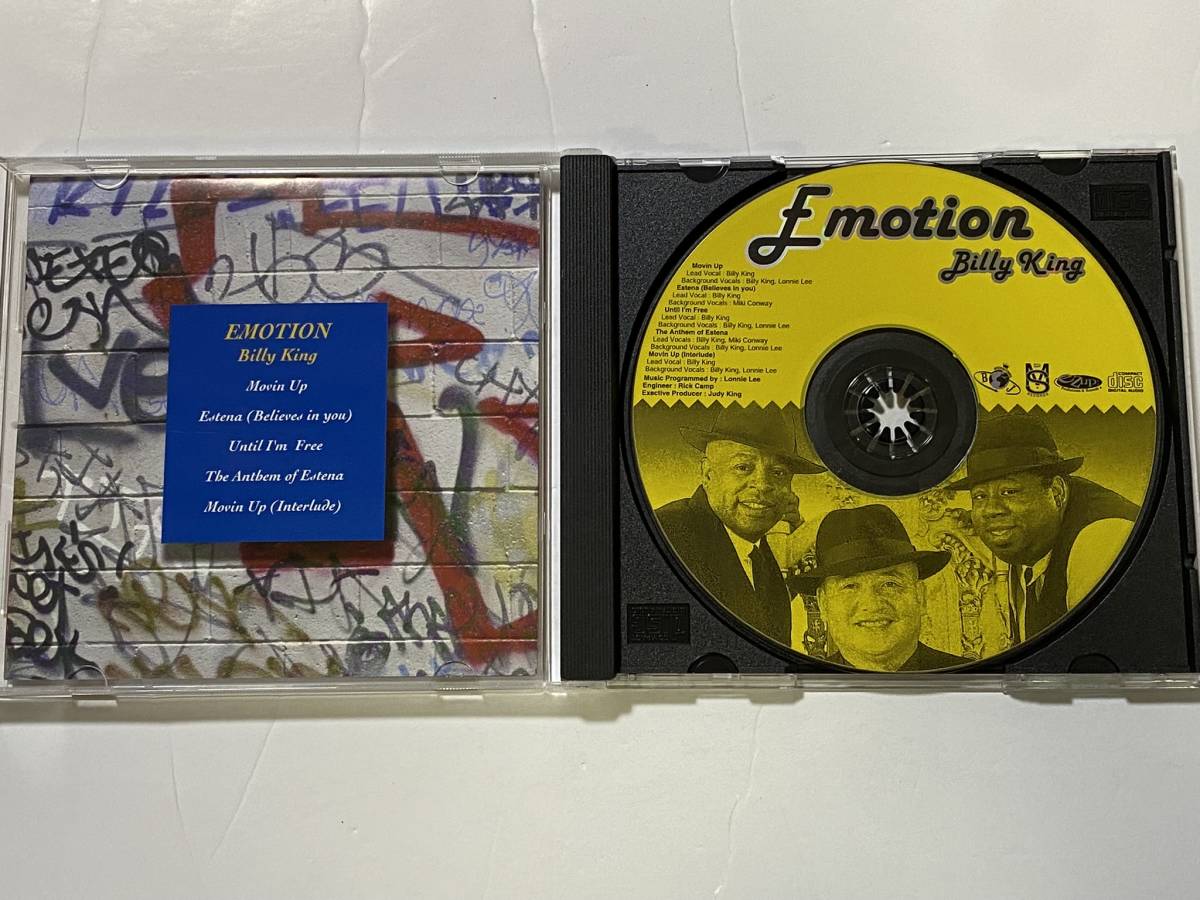 EMOTION
Billy King
Movin Up
Estena (Believes in you)
Until I'm Free
The Anthem of Estena
Movin Up (Interlude)
Emotion
Billy King
Movin Up
Lead Vocal : Billy King
Background Vocals : Billy King, Lonnie Lee
Estena (Believes in you)
Lead Vocal : Billy King
Background Vocals : Miki Conway
Until I'm Free
Lead Vocal : Billy King
Background Vocals : Billy King, Lonnie Lee
The Anthem of Estena
Lead Vocals : Billy King, Miki Conway
Background Vocals : Billy King, Lonnie Lee
Movin Up (Interlude)
Lead Vocal : Billy King
Background Vocals : Billy King, Lonnie Lee
Music Programmed by : Lonnie Lee
Engineer : Rick Camp
Exective Producer : Judy King
COMPACT
disc
DIGITAL AUDIO